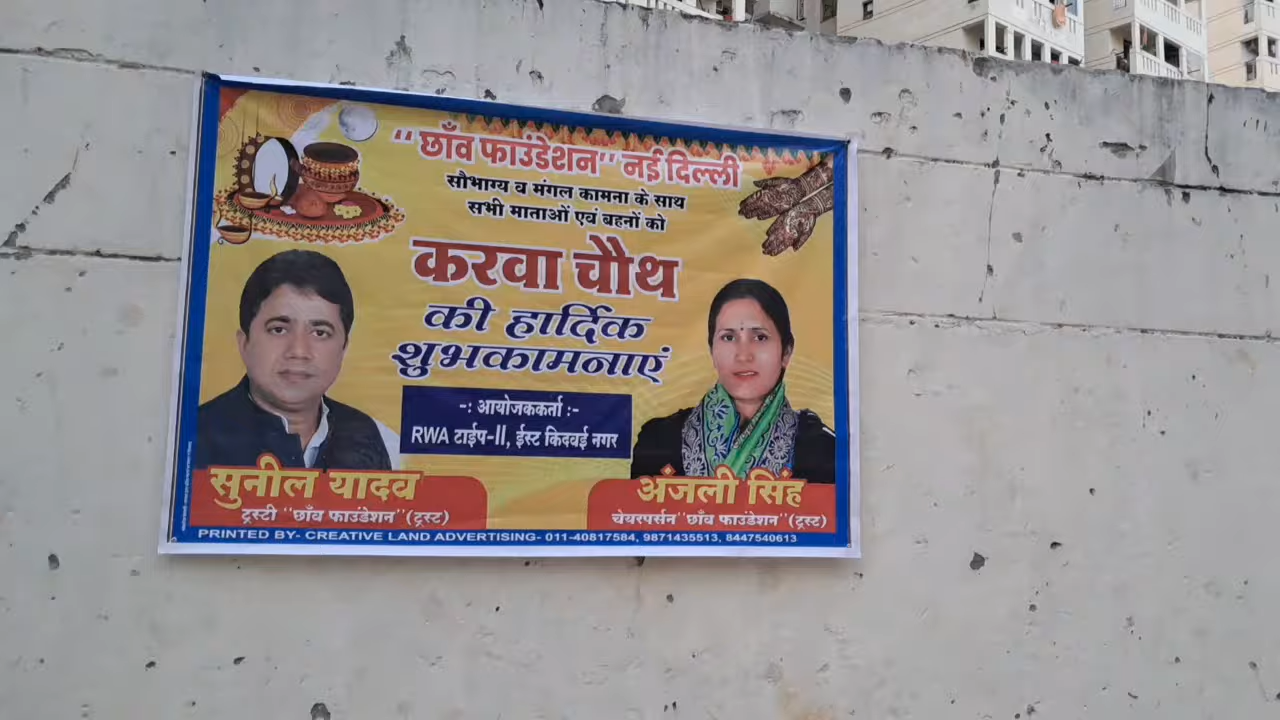 "छाँव फाउंडेशन" नई दिल्ली
सौभाग्य व मंगल कामना के साथ
सभी माताओं एवं बहनों को
करवा चौथ
की हार्दिक
शुभकामनाएं
-: आयोजककर्ता :-
RWA टाईप-II, ईस्ट किदवई नगर
सुनील यादव
ट्रस्टी "छाँव फाउंडेशन" (ट्रस्ट)
अंजली सिंह
चेयरपर्सन "छाँव फाउंडेशन" (ट्रस्ट)
PRINTED BY- CREATIVE LAND ADVERTISING- 011-40817584, 9871435513, 8447540613